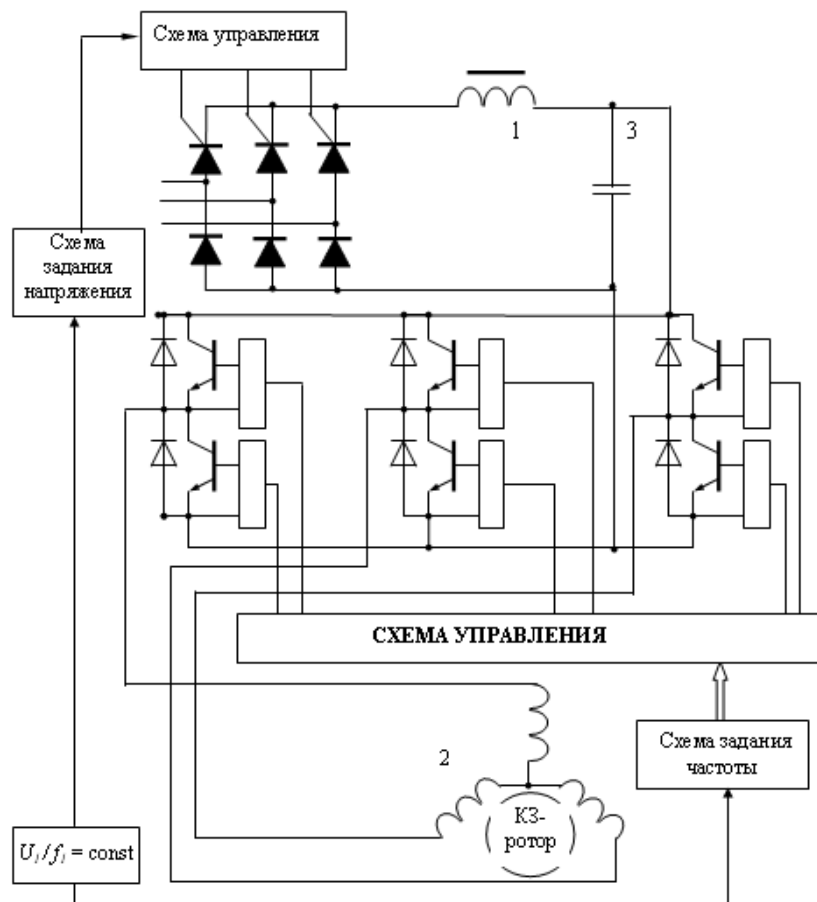 Схема управления
1
3
Схема
задания
напряжения
СХЕМА УПРАВЛЕНИЯ
Схема задания
частоты
2
КЗ-
ротор
U₁/f₁ = const